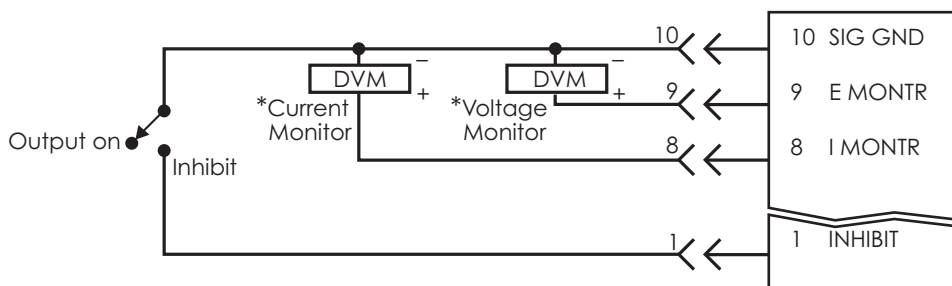 10
10 SIG GND
DVM
–
+
*Current
Monitor
DVM
–
+
*Voltage
Monitor
9
9 E MONTR
Output on
Inhibit
8
8 I MONTR
1
1 INHIBIT